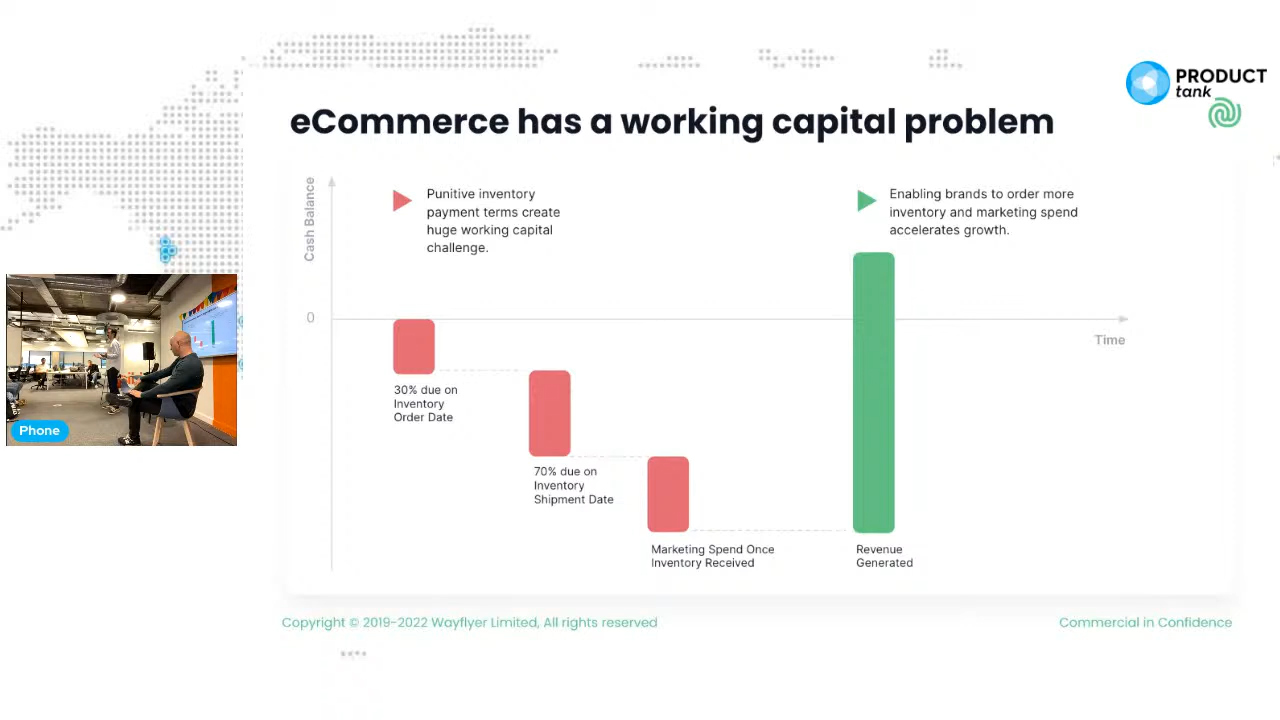 PRODUCT
tank
eCommerce has a working capital problem
Cash Balance
Punitive inventory
payment terms create
huge working capital
challenge.
Enabling brands to order more
inventory and marketing spend
accelerates growth.
0
Time
30% due on
Inventory
Order Date
70% due on
Inventory
Shipment Date
Marketing Spend Once
Inventory Received
Revenue
Generated
Phone
Copyright © 2019-2022 Wayflyer Limited, All rights reserved
Commercial in Confidence